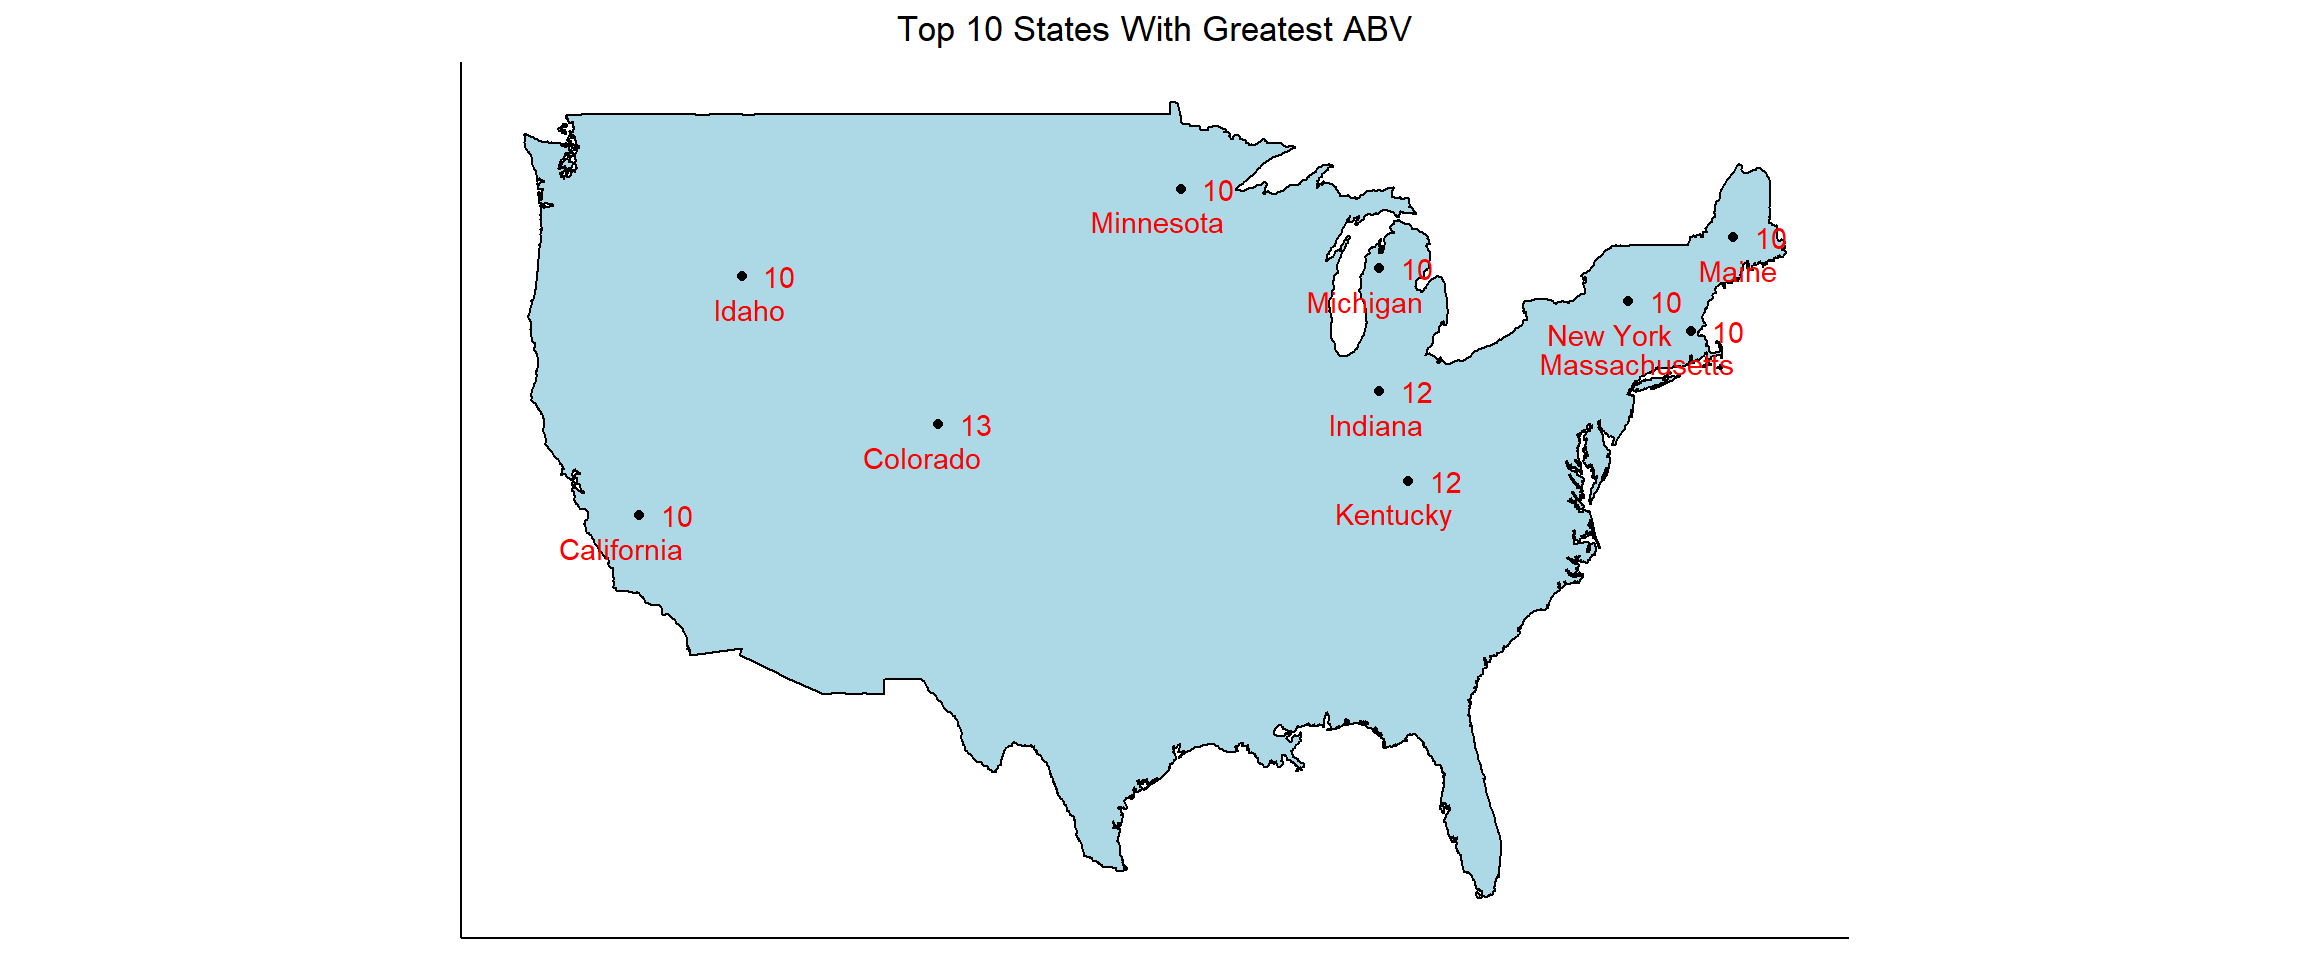 Top 10 States With Greatest ABV
10
Minnesota
10
Maine
10
Michigan
10
Idaho
10
New York
10
Massachusetts
12
Indiana
13
Colorado
12
Kentucky
10
California